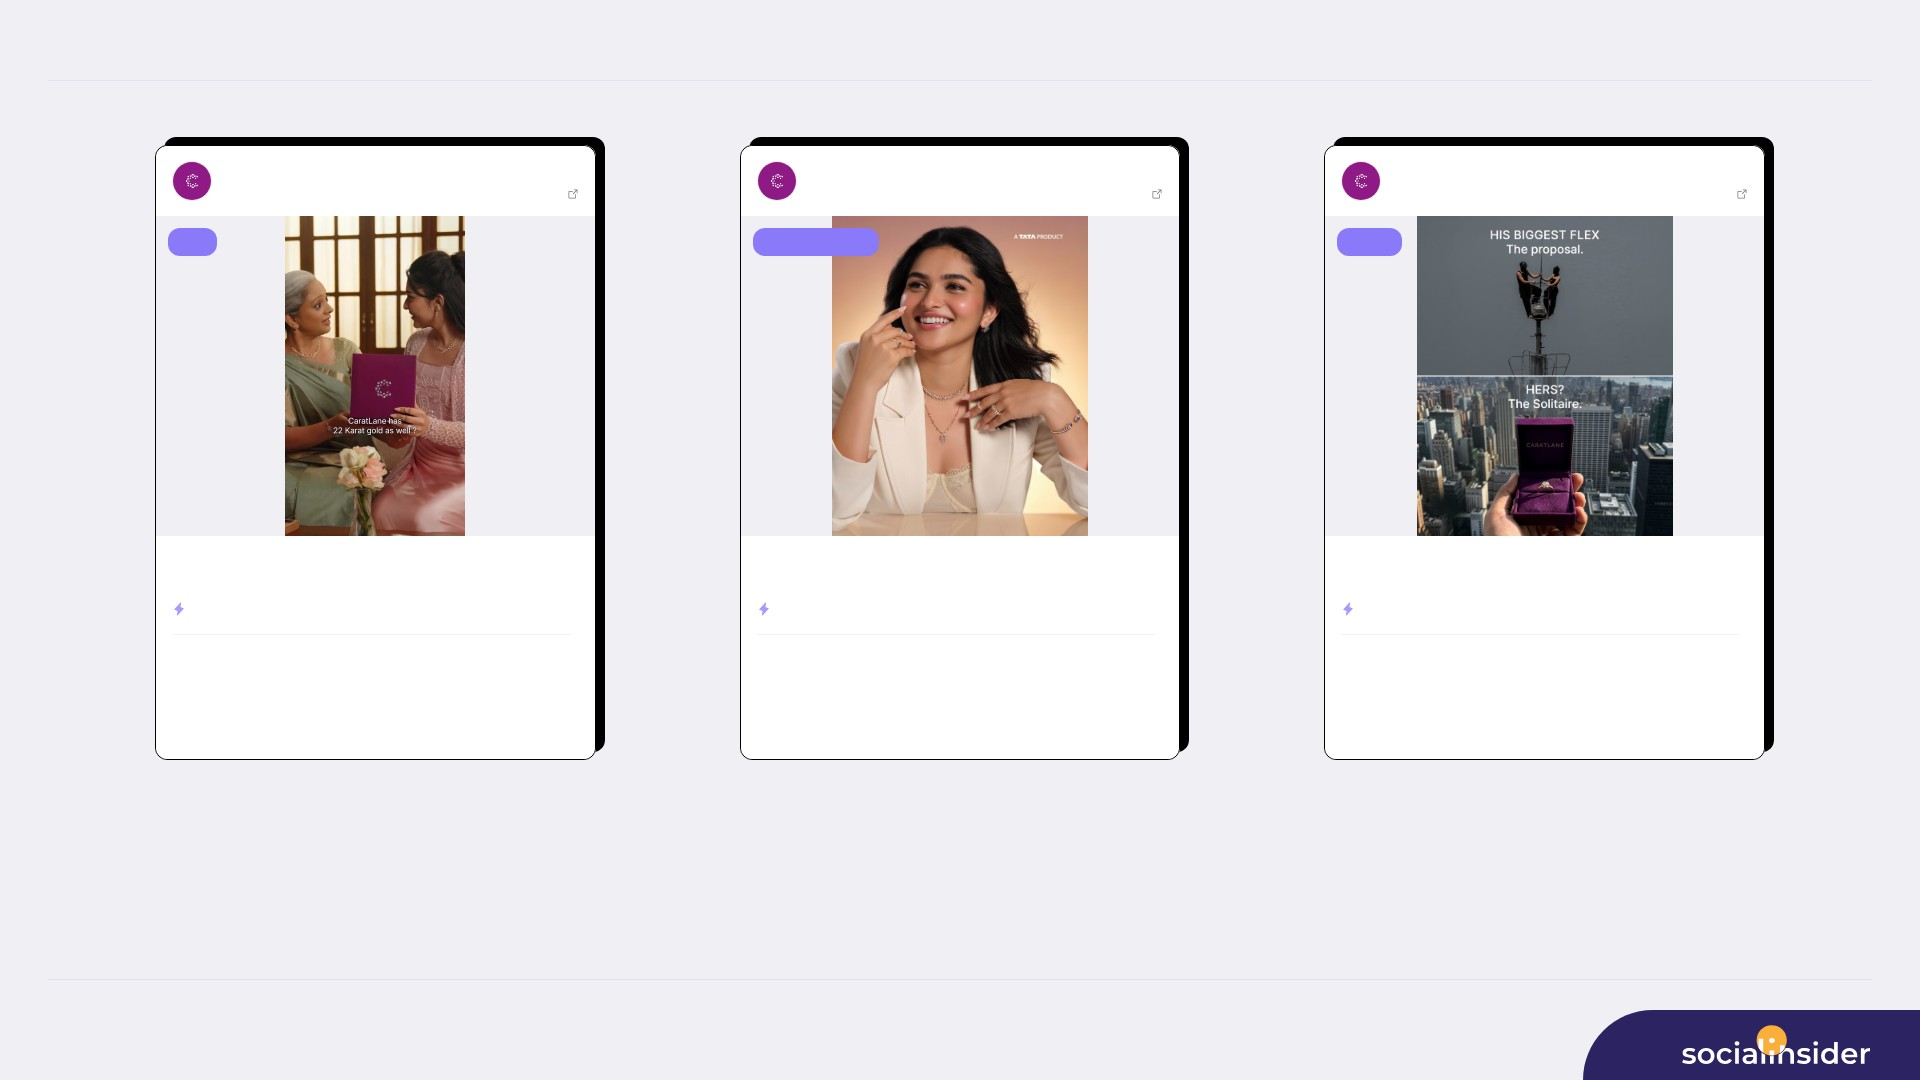 CaratLane has
22 Karat gold as well ?
A TATA PRODUCT
HIS BIGGEST FLEX
The proposal.
HERS?
The Solitaire.
CARATLANE
socialinsider